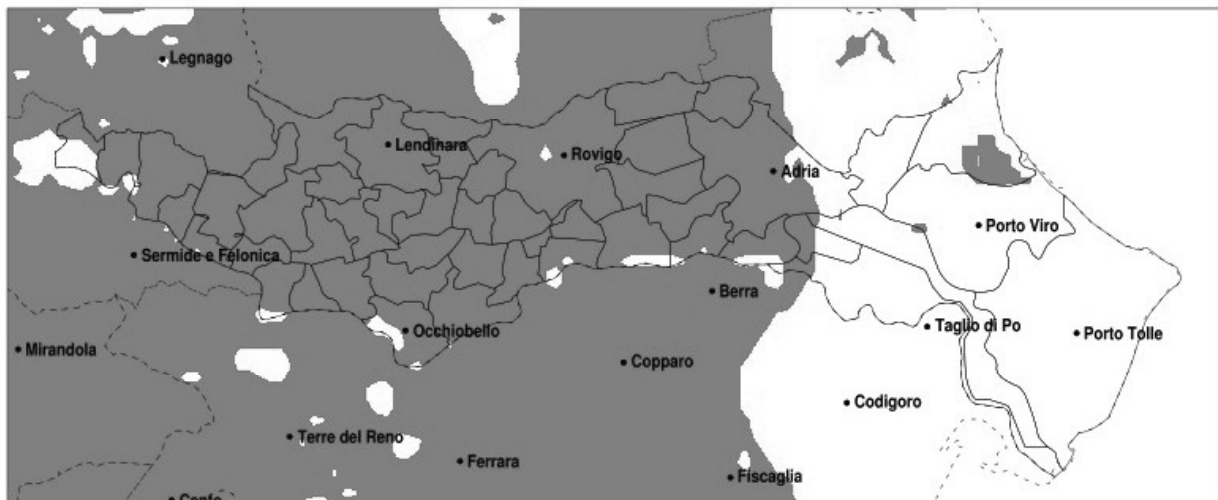 Legnago
Lendinara
Rovigo
Adria
Porto Viro
Sermide e Felonica
Berra
Occhiobello
Taglio di Po
Porto Tolle
Mirandola
Copparo
Codigoro
Terre del Reno
Ferrara
Fiscaglia